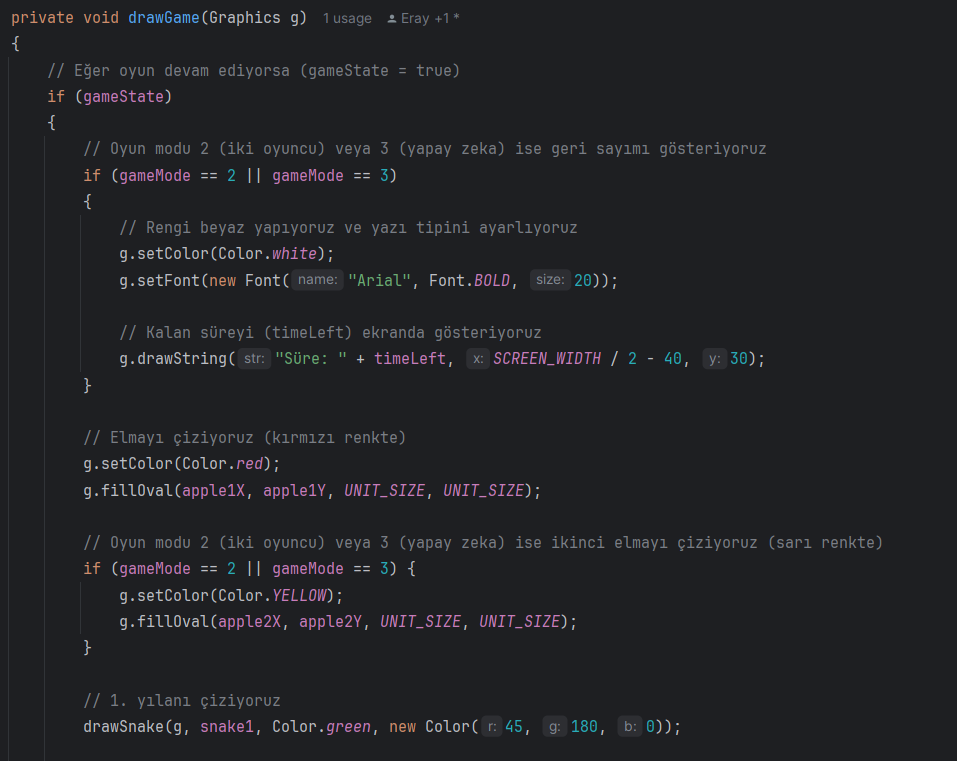 private void drawGame(Graphics g) 1 usage Eray +1 *
{
// Eğer oyun devam ediyorsa (gameState = true)
if (gameState)
{
// Oyun modu 2 (iki oyuncu) veya 3 (yapay zeka) ise geri sayımı gösteriyoruz
if (gameMode == 2 || gameMode == 3)
{
// Rengi beyaz yapıyoruz ve yazı tipini ayarlıyoruz
g.setColor(Color.white);
g.setFont(new Font( name: "Arial", Font.BOLD, size: 20));
// Kalan süreyi (timeLeft) ekranda gösteriyoruz
g.drawString( str: "Süre: " + timeLeft, x: SCREEN_WIDTH / 2 - 40, y: 30);
}
// Elmayı çiziyoruz (kırmızı renkte)
g.setColor(Color.red);
g.fillOval(apple1X, apple1Y, UNIT_SIZE, UNIT_SIZE);
// Oyun modu 2 (iki oyuncu) veya 3 (yapay zeka) ise ikinci elmayı çiziyoruz (sarı renkte)
if (gameMode == 2 || gameMode == 3) {
g.setColor(Color.YELLOW);
g.fillOval(apple2X, apple2Y, UNIT_SIZE, UNIT_SIZE);
}
// 1. yılanı çiziyoruz
drawSnake(g, snake1, Color.green, new Color( r: 45, g: 180, b: 0));